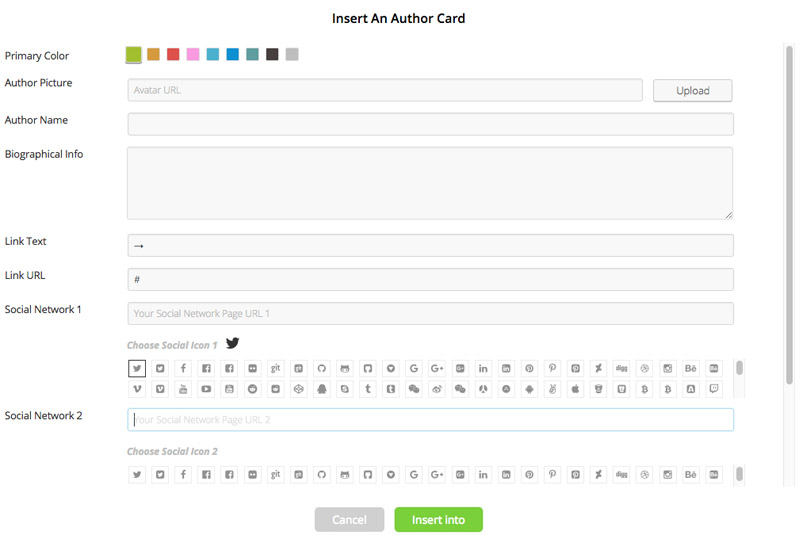 Insert An Author Card
Primary Color
Author Picture
Avatar URL
Upload
Author Name
Biographical Info
Link Text
→
Link URL
#
Social Network 1
Your Social Network Page URL 1
Choose Social Icon 1
git G G+ in digg Bē
t B B A
Social Network 2
Your Social Network Page URL 2
Choose Social Icon 2
git G G+ in digg Bē
Cancel
Insert into